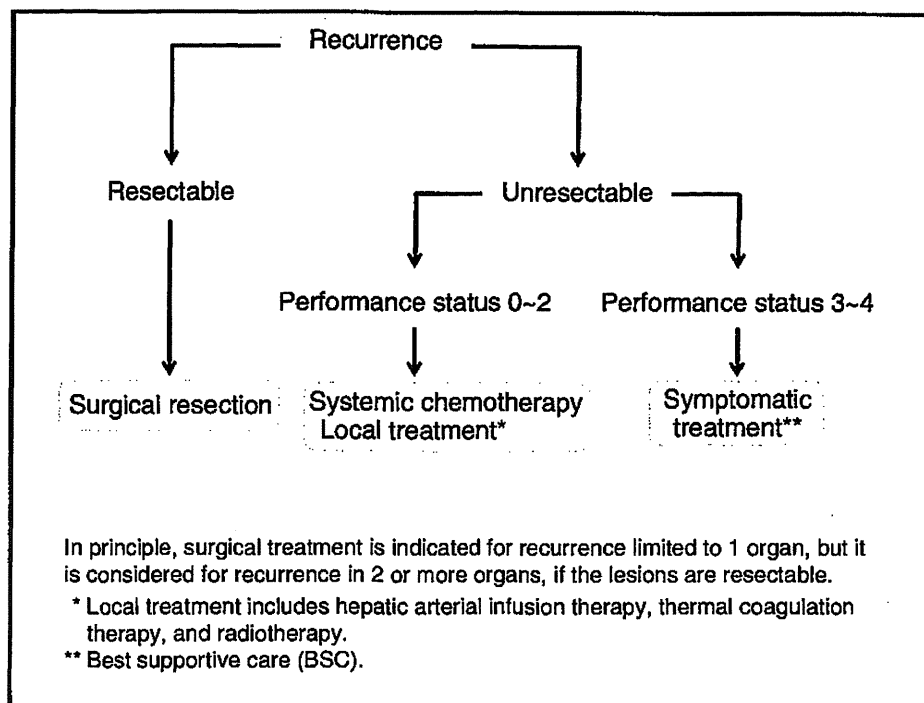 Recurrence
Resectable
Unresectable
Performance status 0~2
Performance status 3~4
Surgical resection
Systemic chemotherapy
Local treatment*
Symptomatic
treatment**
In principle, surgical treatment is indicated for recurrence limited to 1 organ, but it
is considered for recurrence in 2 or more organs, if the lesions are resectable.
* Local treatment includes hepatic arterial infusion therapy, thermal coagulation
therapy, and radiotherapy.
** Best supportive care (BSC).